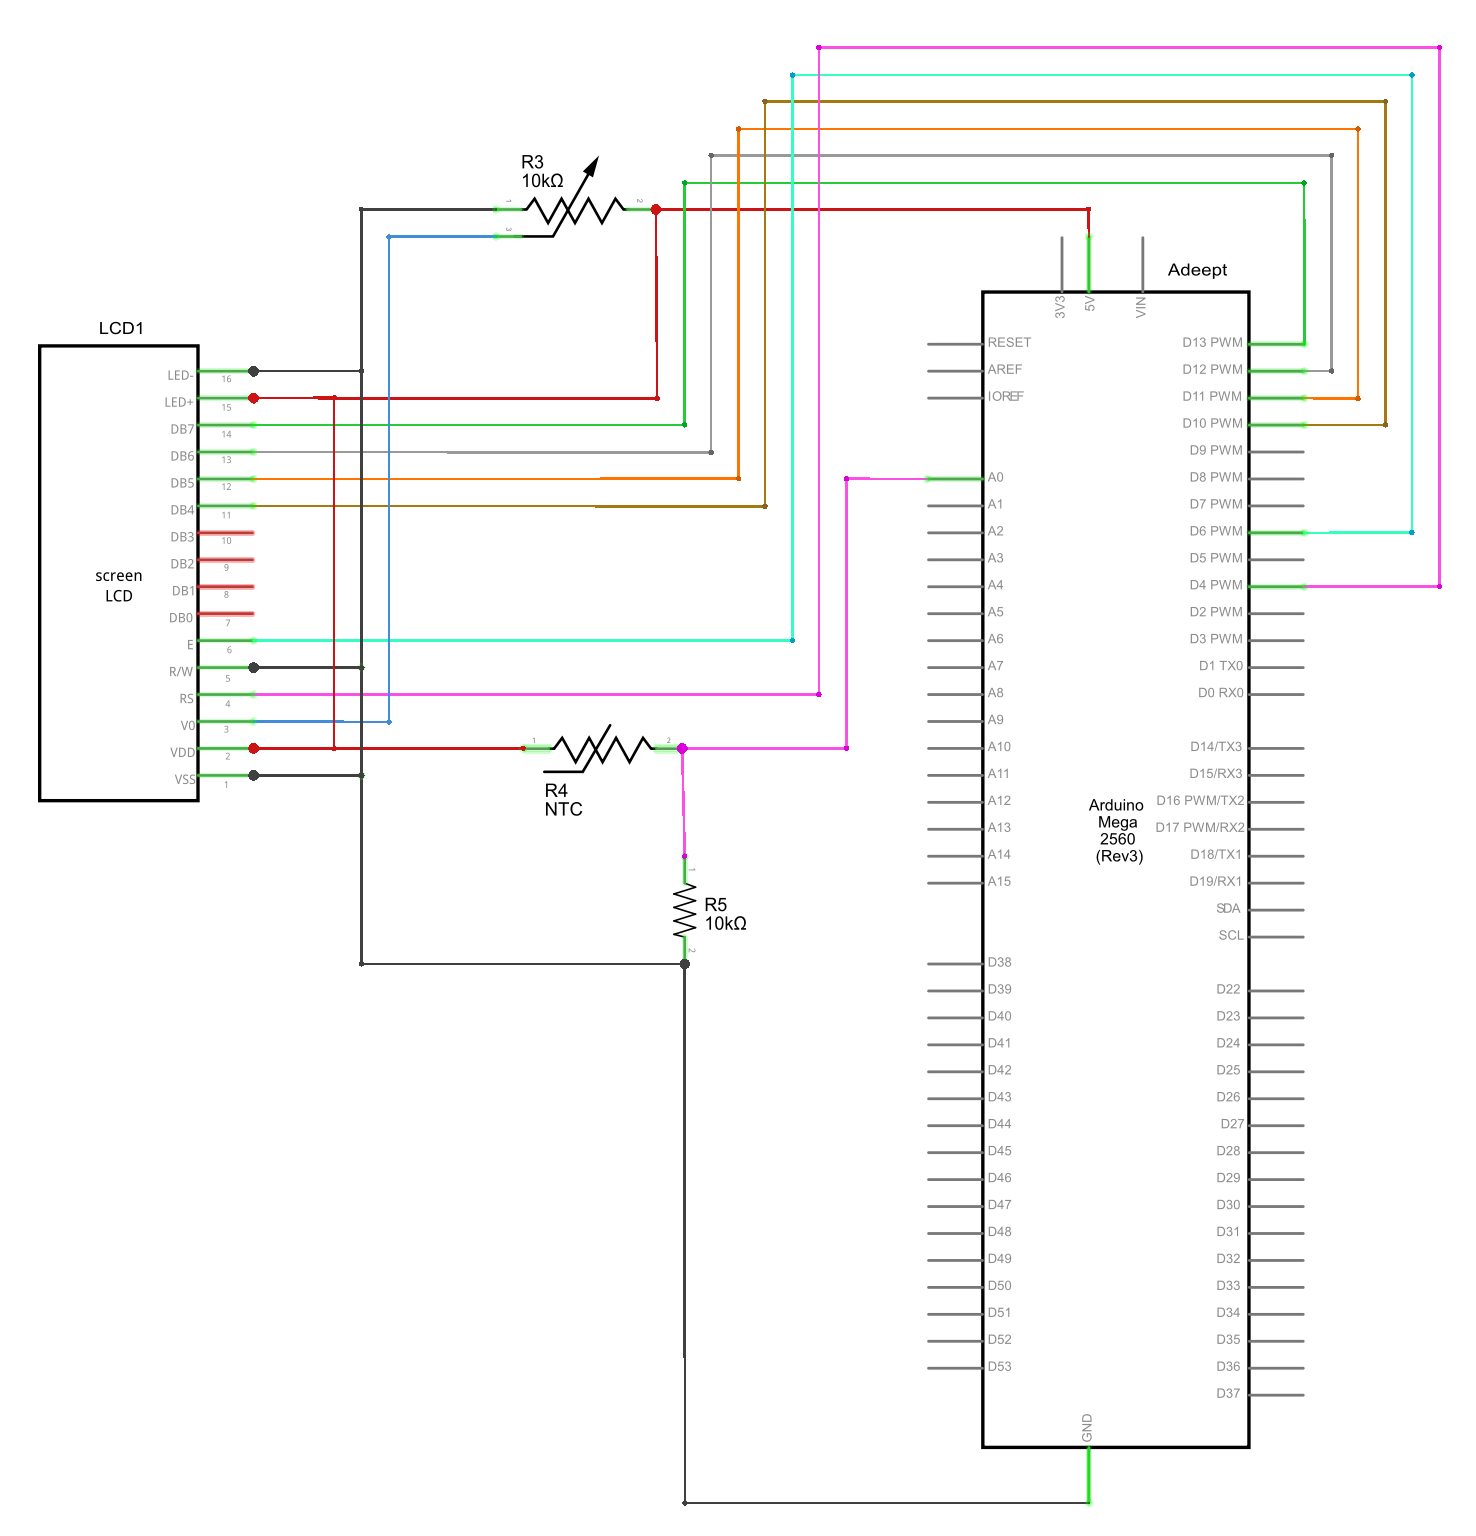 R3
10kΩ
1
2
3
Adeept
3V3
5V
VIN
LCD1
LED-
16
LED+
15
DB7
14
DB6
13
DB5
12
DB4
11
DB3
10
DB2
9
DB1
8
DB0
7
E
6
R/W
5
RS
4
V0
3
VDD
2
VSS
1
screen
LCD
1
2
R4
NTC
1
R5
10kΩ
2
RESET
AREF
IOREF
A0
A1
A2
A3
A4
A5
A6
A7
A8
A9
A10
A11
A12
A13
A14
A15
D38
D39
D40
D41
D42
D43
D44
D45
D46
D47
D48
D49
D50
D51
D52
D53
Arduino
Mega
2560
(Rev3)
D13 PWM
D12 PWM
D11 PWM
D10 PWM
D9 PWM
D8 PWM
D7 PWM
D6 PWM
D5 PWM
D4 PWM
D2 PWM
D3 PWM
D1 TX0
D0 RX0
D14/TX3
D15/RX3
D16 PWM/TX2
D17 PWM/RX2
D18/TX1
D19/RX1
SDA
SCL
D22
D23
D24
D25
D26
D27
D28
D29
D30
D31
D32
D33
D34
D35
D36
D37
GND